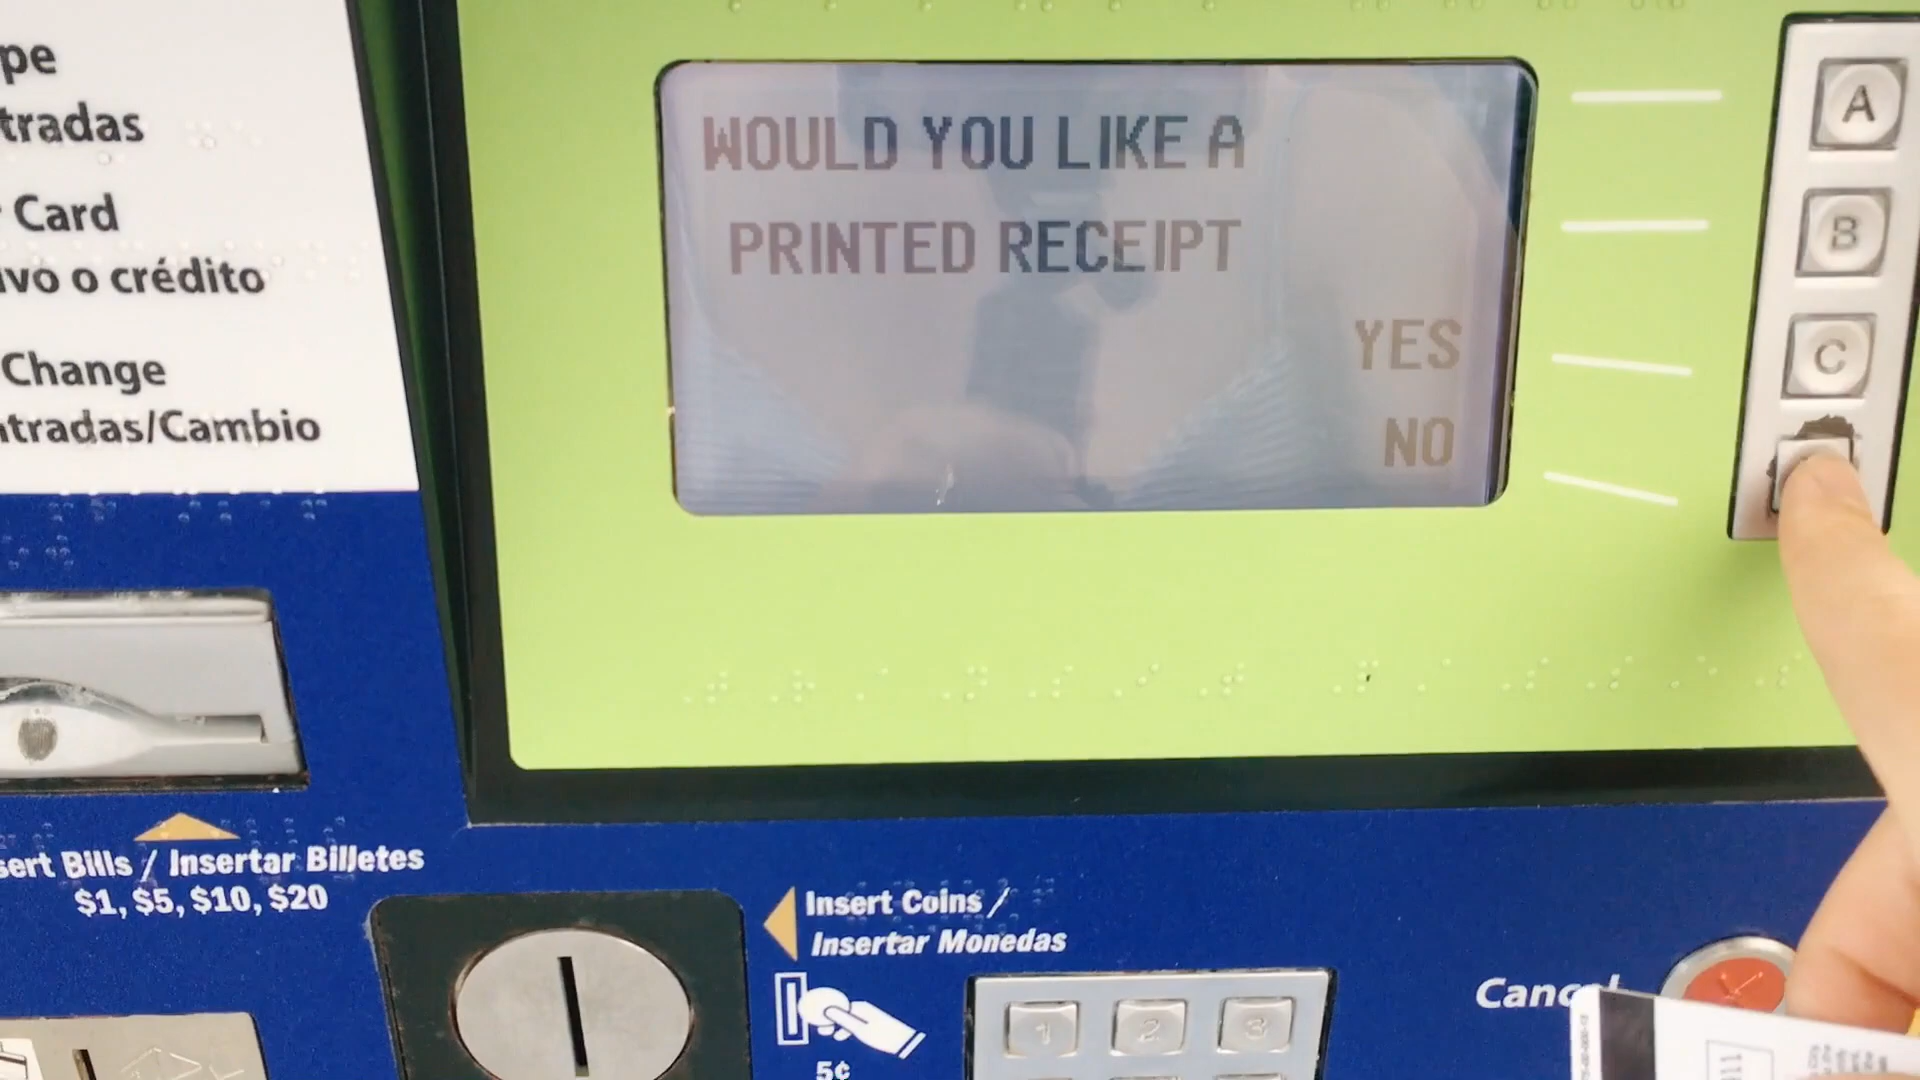 pe
tradas
Card
ivo o crédito
Change
ntradas/Cambio
WOULD YOU LIKE A
PRINTED RECEIPT
YES
NO
A
B
C
sert Bills / Insertar Billetes
$1, $5, $10, $20
Insert Coins /
Insertar Monedas
5¢
1 2 3
Cancel